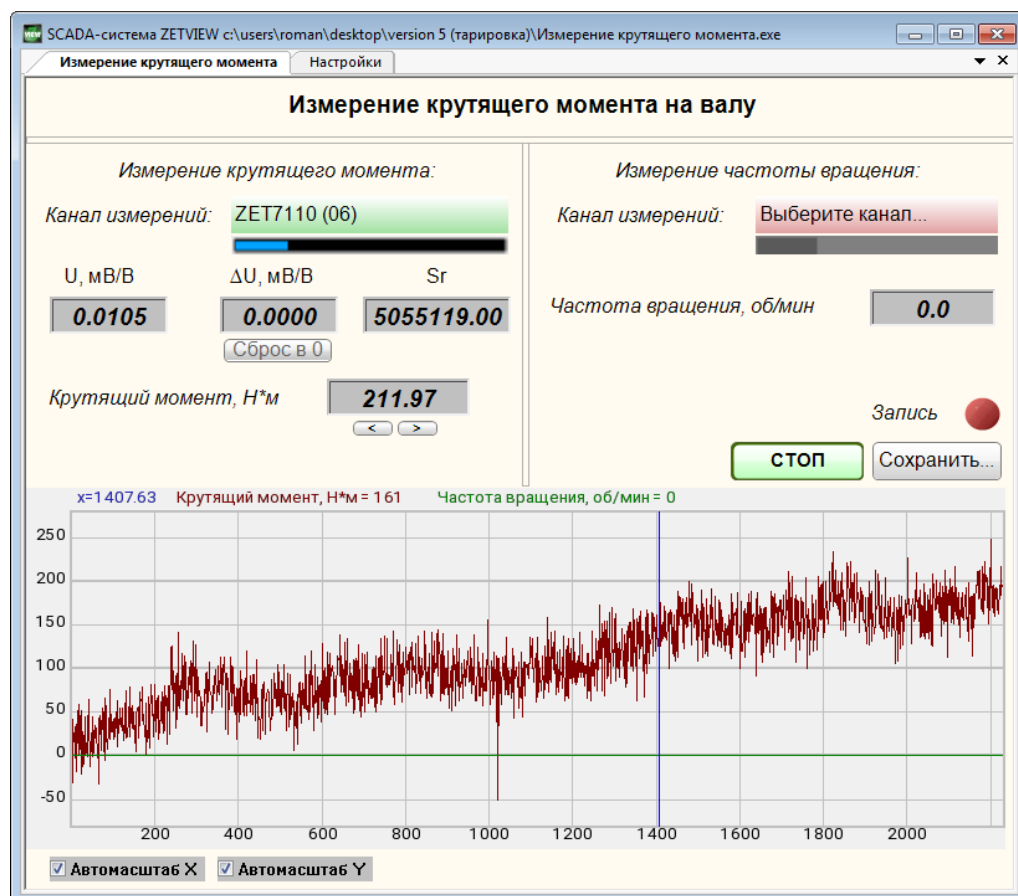 SCADA-система ZETVIEW c:\users\roman\desktop\version 5 (тарировка)\Измерение крутящего момента.exe
Измерение крутящего момента Настройки
Измерение крутящего момента на валу
Измерение крутящего момента:
Канал измерений: ZET7110 (06)
U, мВ/В ΔU, мВ/В Sr
0.0105 0.0000 5055119.00
Сброс в 0
Крутящий момент, Н*м 211.97
< >
Измерение частоты вращения:
Канал измерений: Выберите канал...
Частота вращения, об/мин 0.0
Запись
СТОП Сохранить...
x=1407.63 Крутящий момент, Н*м = 161 Частота вращения, об/мин = 0
250
200
150
100
50
0
-50
200 400 600 800 1000 1200 1400 1600 1800 2000
Автомасштаб X Автомасштаб Y